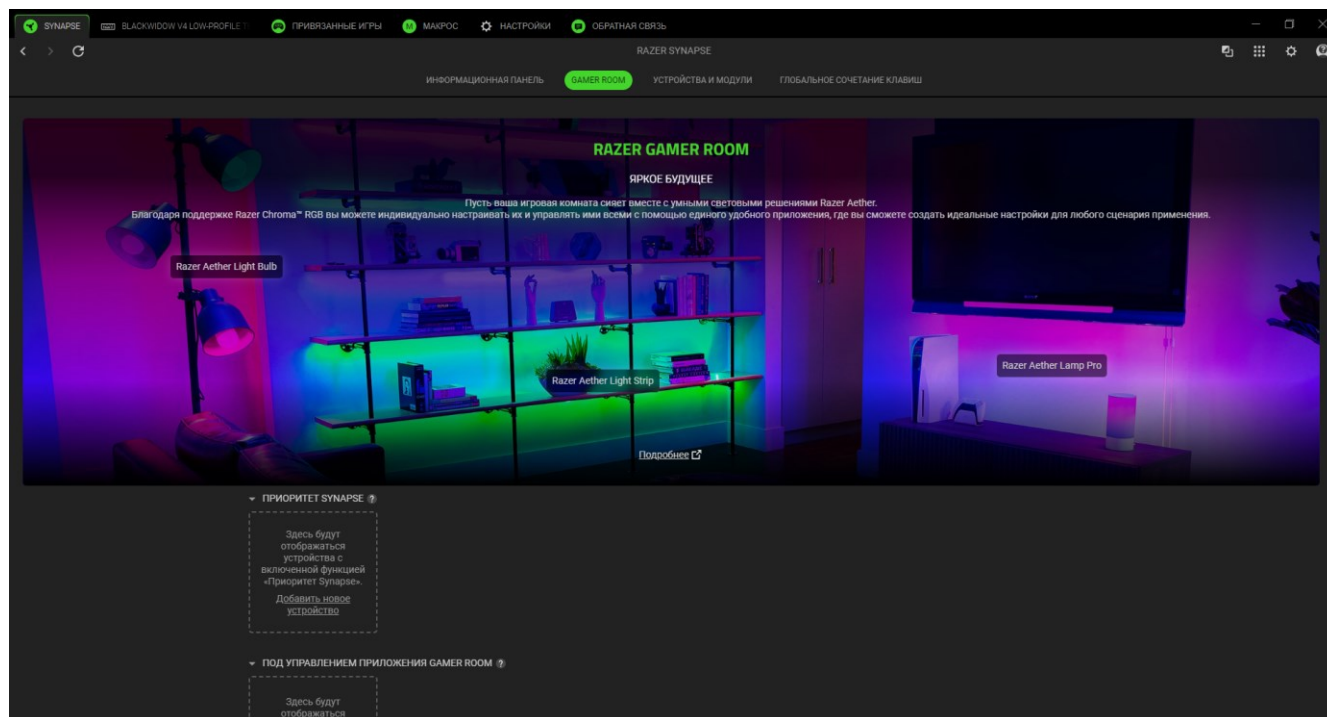 SYNAPSE
BLACKWIDOW V4 LOW-PROFILE
ПРИВЯЗАННЫЕ ИГРЫ
МАКРОС
НАСТРОЙКИ
ОБРАТНАЯ СВЯЗЬ
RAZER SYNAPSE
ИНФОРМАЦИОННАЯ ПАНЕЛЬ
GAMER ROOM
УСТРОЙСТВА И МОДУЛИ
ГЛОБАЛЬНОЕ СОЧЕТАНИЕ КЛАВИШ
RAZER GAMER ROOM
ЯРКОЕ БУДУЩЕЕ
Пусть ваша игровая комната сияет вместе с умными световыми решениями Razer Aether.
Благодаря поддержке Razer Chroma™ RGB вы можете индивидуально настраивать их и управлять ими всеми с помощью единого удобного приложения, где вы сможете создать идеальные настройки для любого сценария применения.
Razer Aether Light Bulb
Razer Aether Lamp Pro
Razer Aether Light Strip
Подробнее
ПРИОРИТЕТ SYNAPSE ?
Здесь будут
отображаться
устройства с
включенной функцией
«Приоритет Synapse».
Добавить новое
устройство
ПОД УПРАВЛЕНИЕМ ПРИЛОЖЕНИЯ GAMER ROOM ?
Здесь будут
отображаться